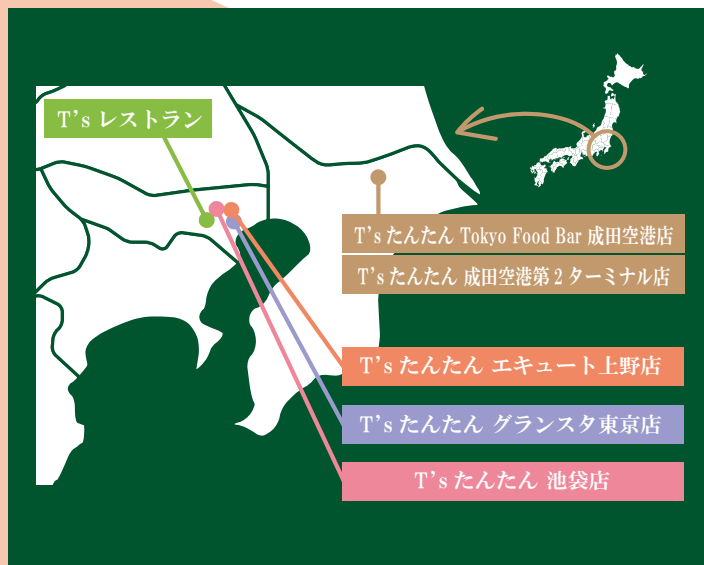 T’s レストラン
T’s たんたん Tokyo Food Bar 成田空港店
T’s たんたん 成田空港第2ターミナル店
T’s たんたん エキュート上野店
T’s たんたん グランスタ東京店
T’s たんたん 池袋店